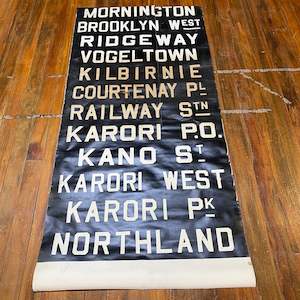 MORNINGTON
BROOKLYN WEST
RIDGEWAY
VOGELTOWN
KILBIRNIE
COURTENAY PL
RAILWAY STN
KARORI P.O.
KANO ST
KARORI WEST
KARORI PK
NORTHLAND